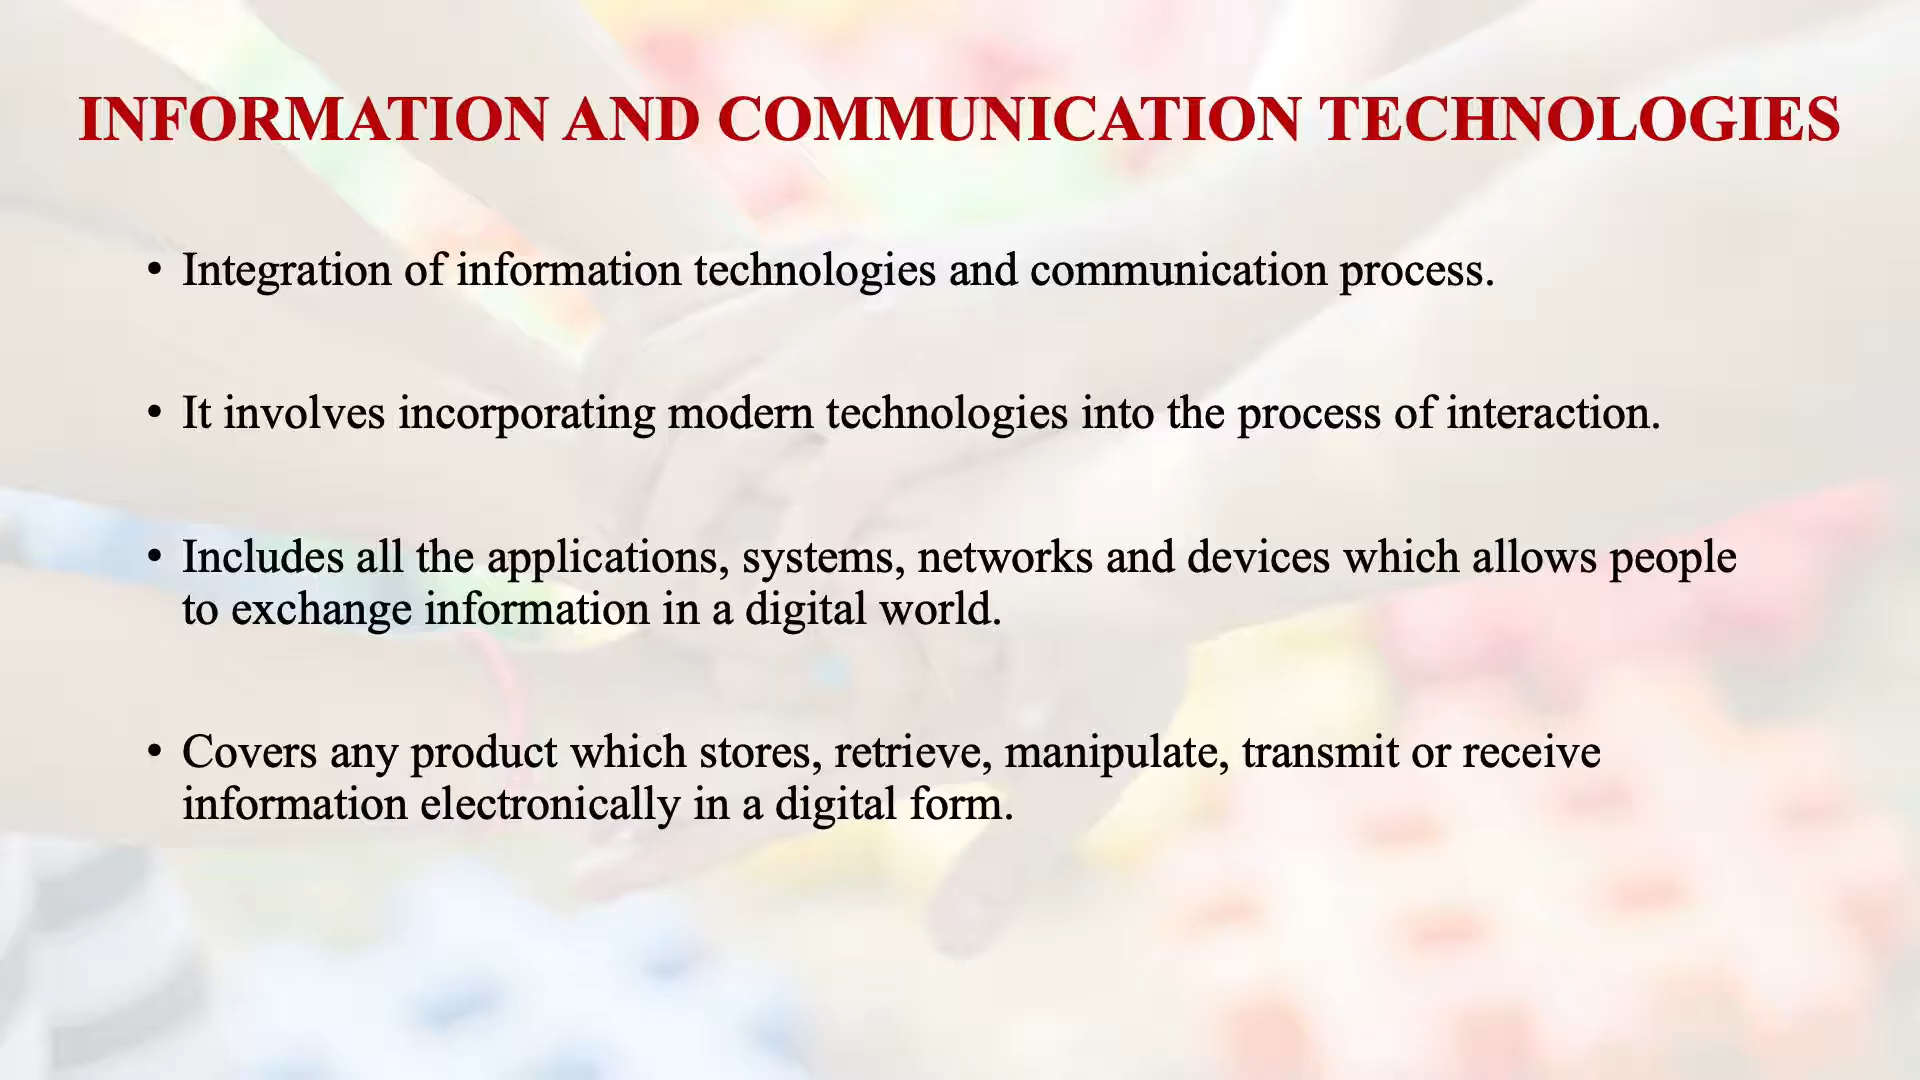 INFORMATION AND COMMUNICATION TECHNOLOGIES
• Integration of information technologies and communication process.
• It involves incorporating modern technologies into the process of interaction.
• Includes all the applications, systems, networks and devices which allows people
to exchange information in a digital world.
• Covers any product which stores, retrieve, manipulate, transmit or receive
information electronically in a digital form.